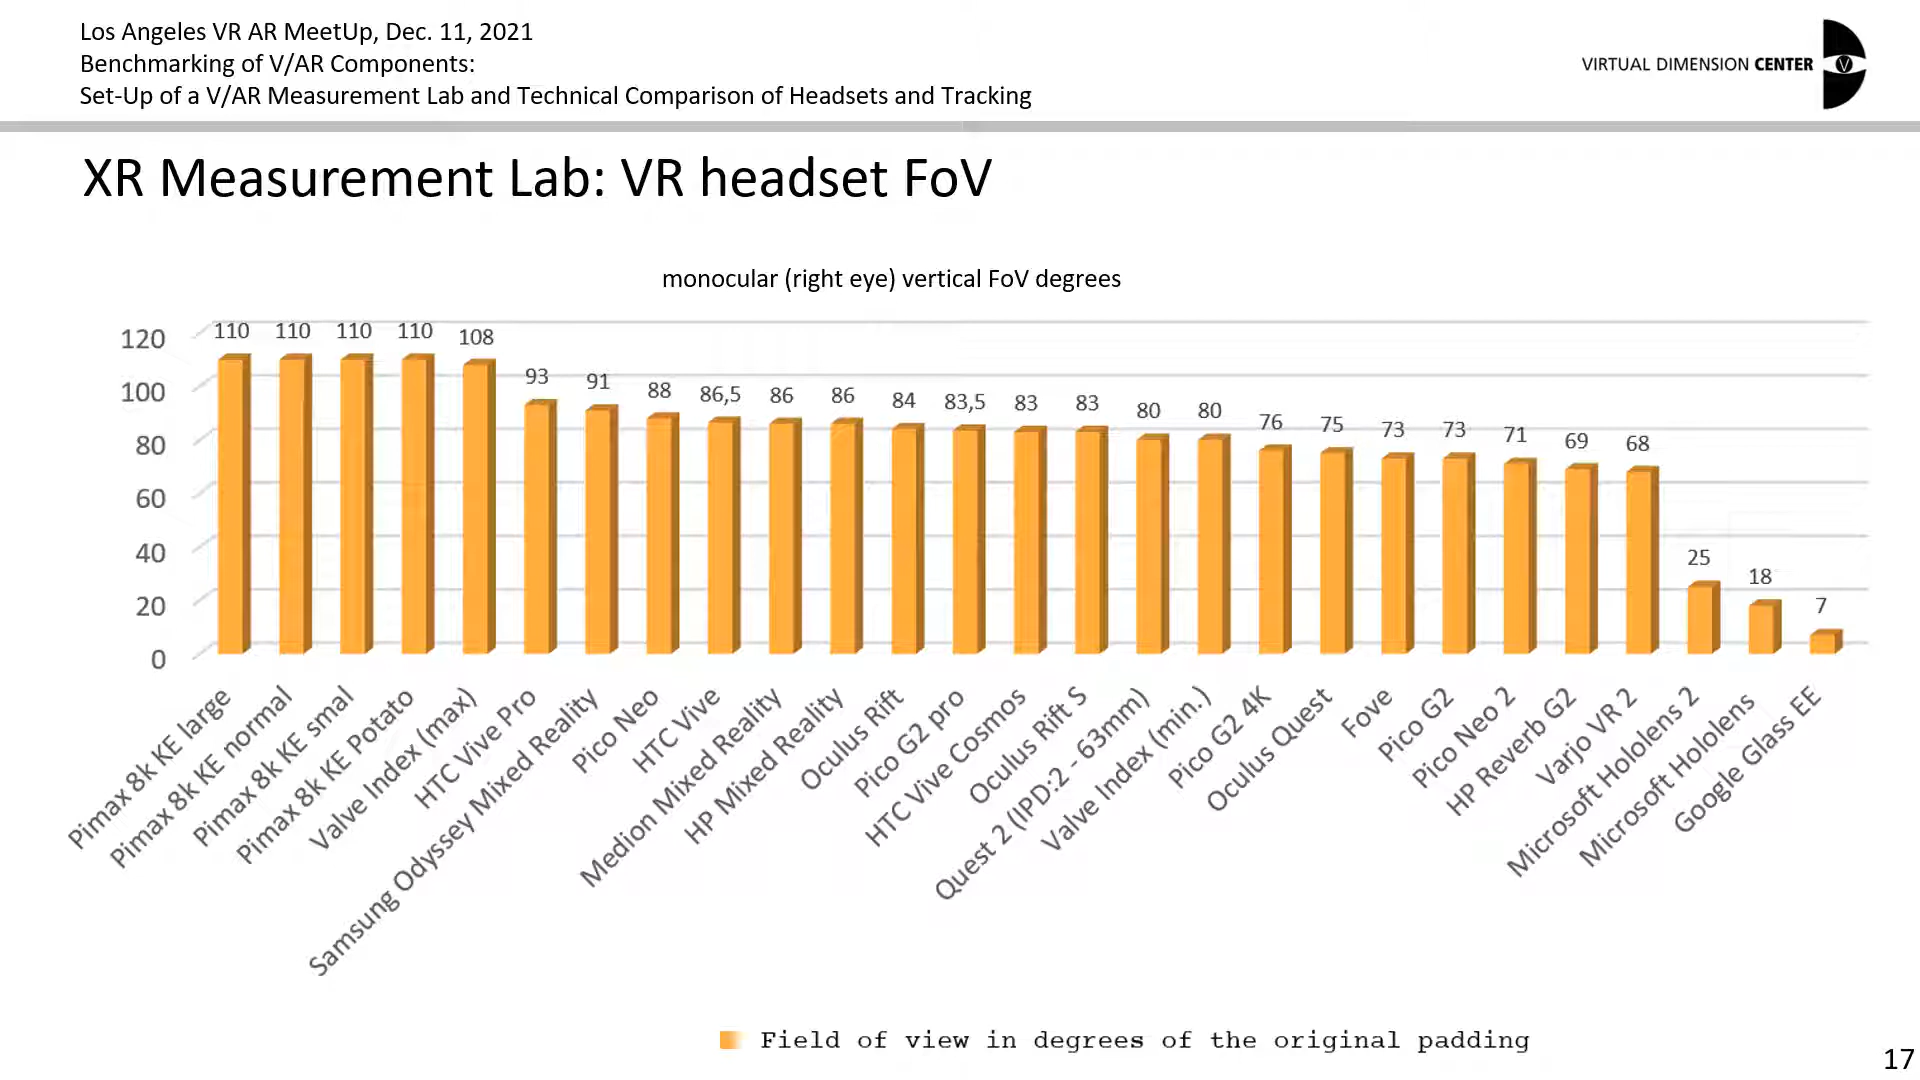 Los Angeles VR AR MeetUp, Dec. 11, 2021
Benchmarking of V/AR Components:
Set-Up of a V/AR Measurement Lab and Technical Comparison of Headsets and Tracking
VIRTUAL DIMENSION CENTER
V
XR Measurement Lab: VR headset FoV
monocular (right eye) vertical FoV degrees
120
100
80
60
40
20
0
110 110 110 110 108 93 91 88 86,5 86 86 84 83,5 83 83 80 80 76 75 73 73 71 69 68 25 18 7
Pimax 8k KE large
Pimax 8k KE normal
Pimax 8k KE smal
Pimax 8k KE Potato
Valve Index (max)
HTC Vive Pro
Samsung Odyssey Mixed Reality
Pico Neo
HTC Vive
Medion Mixed Reality
HP Mixed Reality
Oculus Rift
Pico G2 pro
HTC Vive Cosmos
Oculus Rift S
Quest 2 (IPD:2 - 63mm)
Valve Index (min.)
Pico G2 4K
Oculus Quest
Fove
Pico G2
Pico Neo 2
HP Reverb G2
Varjo VR 2
Microsoft Hololens 2
Microsoft Hololens
Google Glass EE
Field of view in degrees of the original padding
17